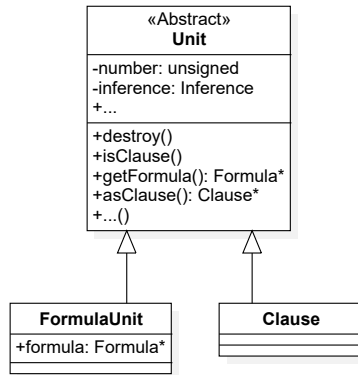 «Abstract»
Unit
-number: unsigned
-inference: Inference
+...
+destroy()
+isClause()
+getFormula(): Formula*
+asClause(): Clause*
+...()
FormulaUnit
+formula: Formula*
Clause